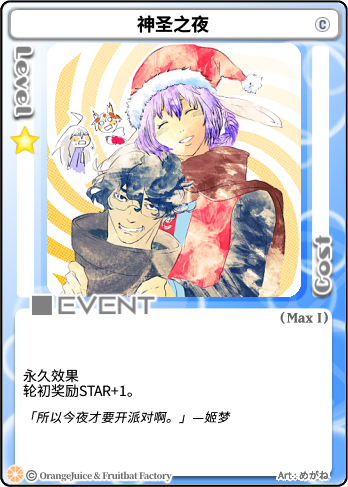 神圣之夜
C
Level
Cost
EVENT
(Max 1)
永久效果
轮初奖励STAR+1。
「所以今夜才要开派对啊。」—姬梦
© OrangeJuice & Fruitbat Factory
Art.: めがね